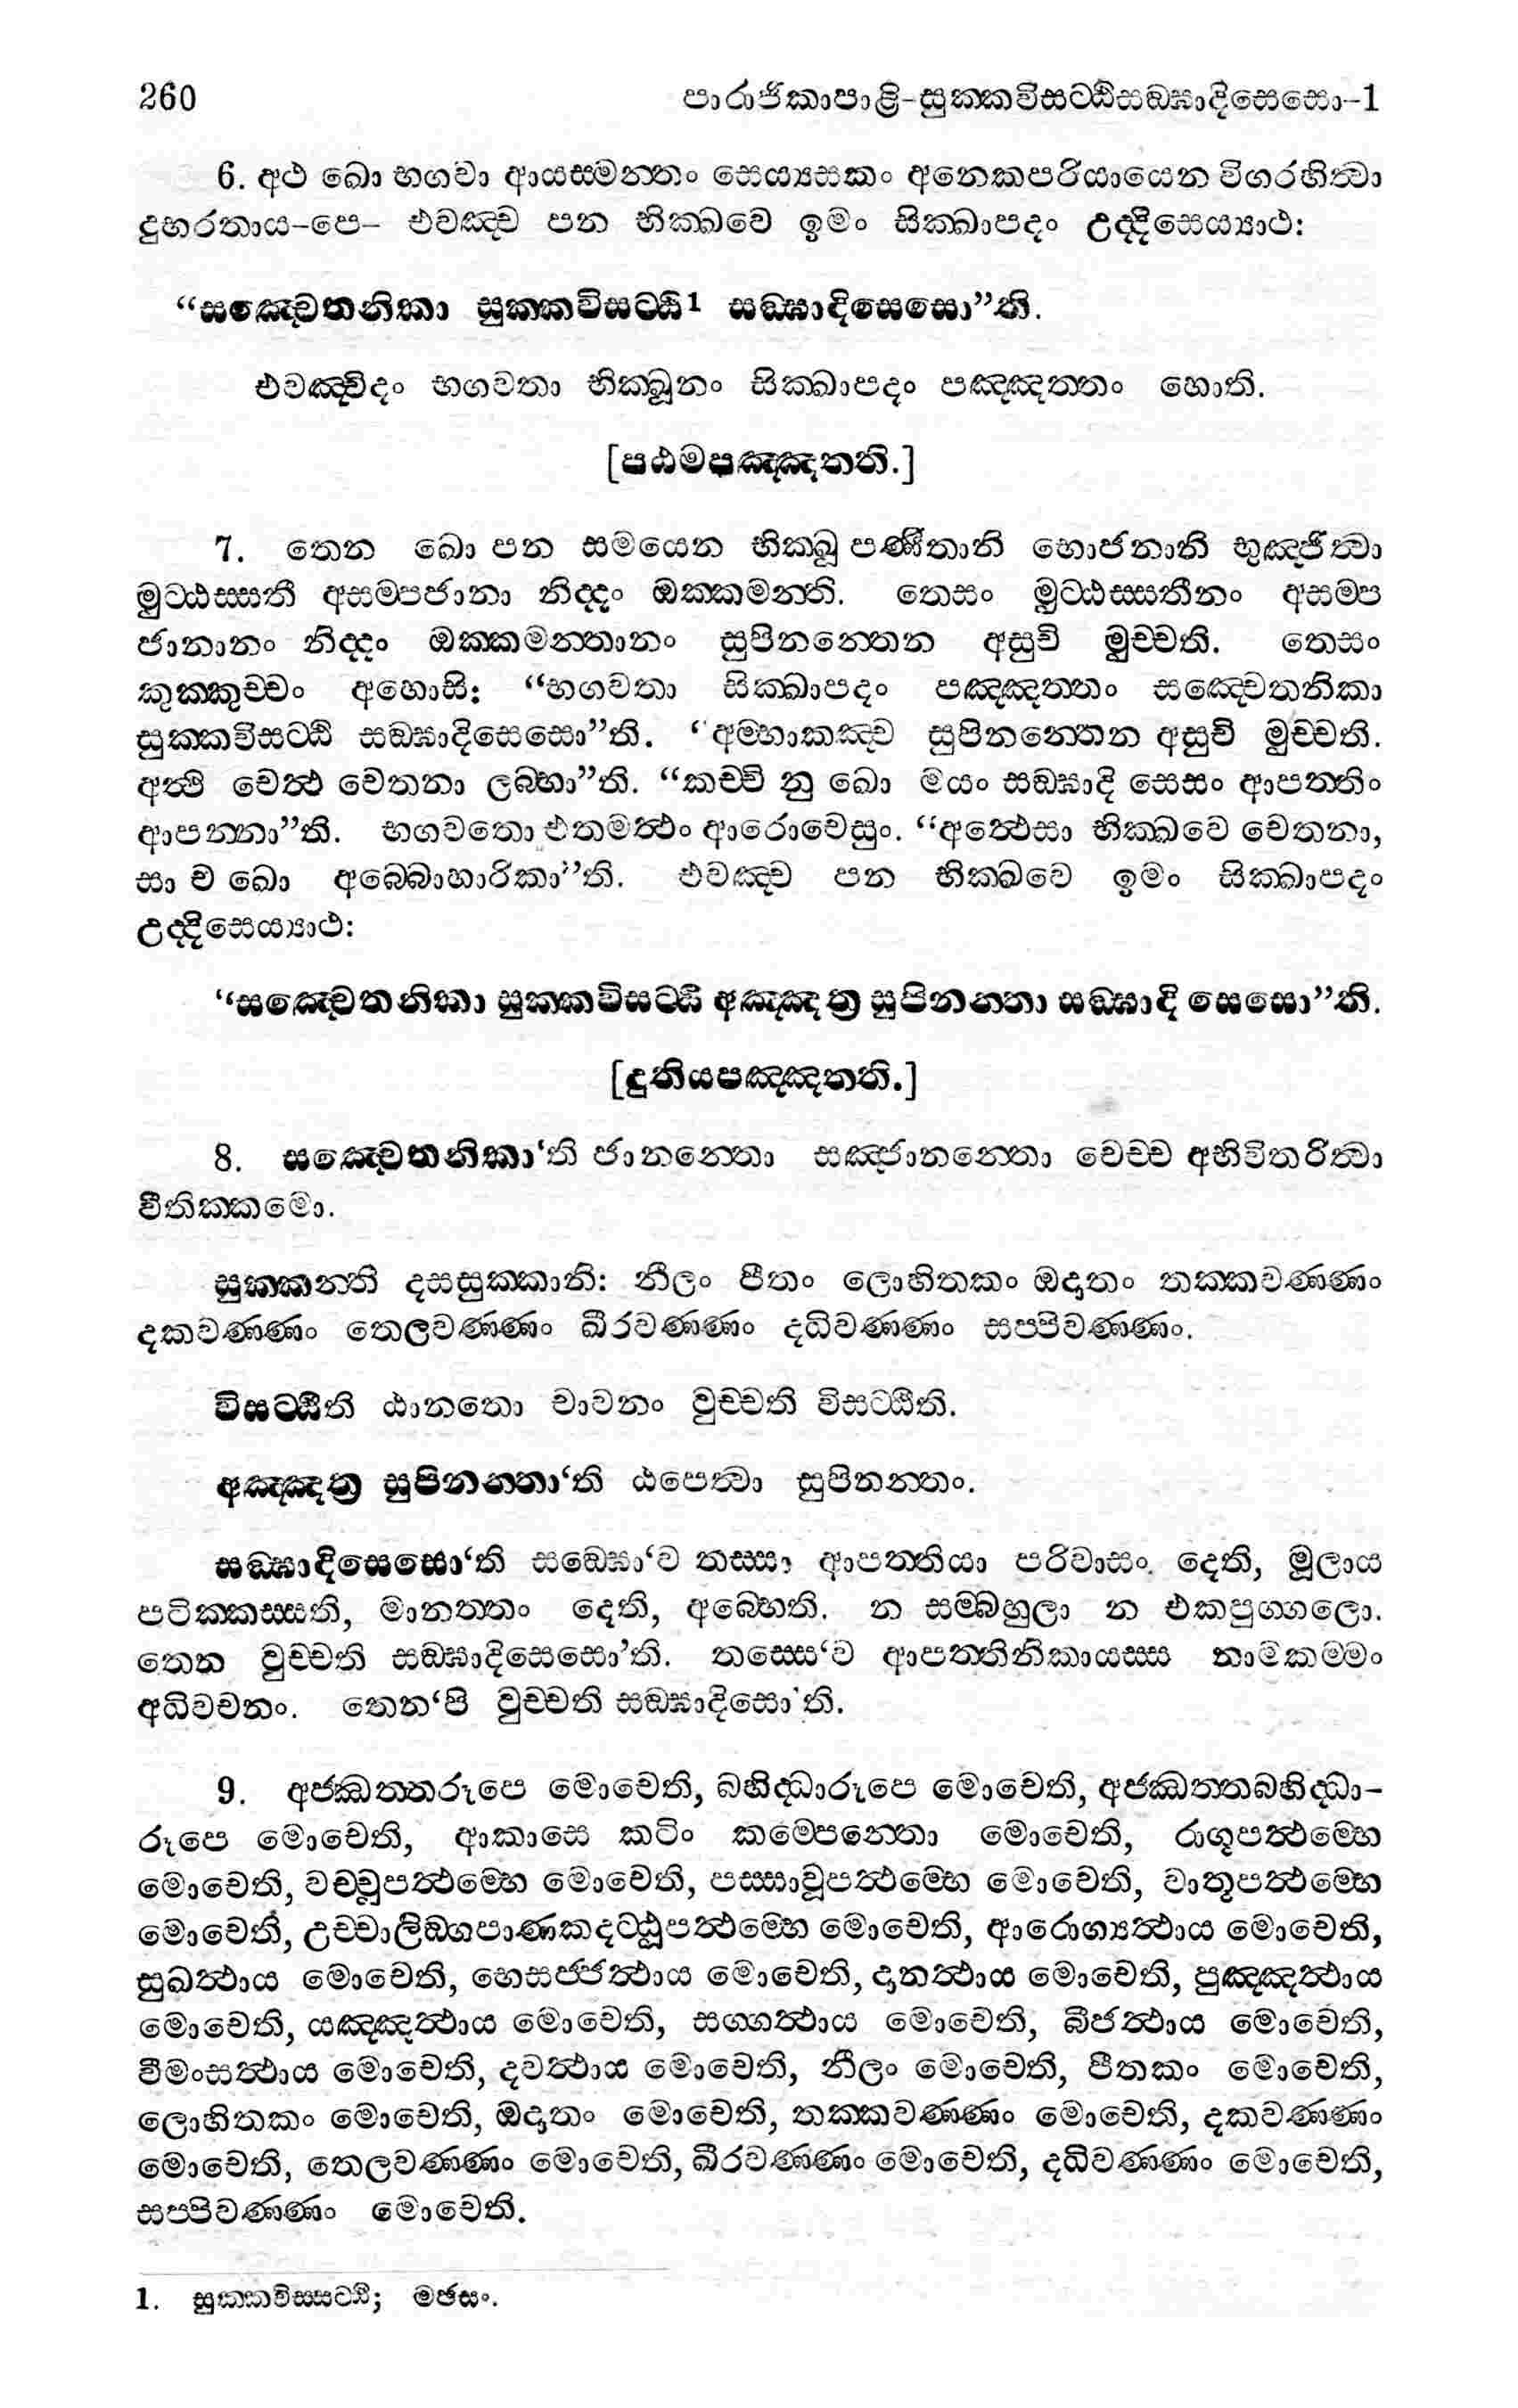 260 පාරාජිකාපාළි-සුක්කවිසට්ඨිසඞ්ඝාදිසෙසො-1
6. අථ ඛො භගවා ආයස්මන්තං සෙය්‍යසකං අනෙකපරියායෙන විගරහිත්‍වා
දුභරතාය-පෙ- එවඤ්ච පන භික්ඛවෙ ඉමං සික්ඛාපදං උද්දිසෙය්‍යාථ:
“සඤ්චෙතනිකා සුක්කවිසට්ඨි1 සඞ්ඝාදිසෙසො”ති.
එවඤ්චිදං භගවතා භික්ඛූනං සික්ඛාපදං පඤ්ඤත්තං හොති.
[පඨමපඤ්ඤත්ති.]
7. තෙන ඛො පන සමයෙන භික්ඛූ පණීතානි භොජනානි භුඤ්ජිත්‍වා
මුට්ඨස්සතී අසම්පජානා නිද්දං ඔක්කමන්ති. තෙසං මුට්ඨස්සතීනං අසම්ප
ජානානං නිද්දං ඔක්කමන්තානං සුපිනන්තෙන අසුචි මුච්චති. තෙසං
කුක්කුච්චං අහොසි: “භගවතා සික්ඛාපදං පඤ්ඤත්තං සඤ්චෙතනිකා
සුක්කවිසට්ඨි සඞ්ඝාදිසෙසො”ති. “අම්හාකඤ්ච සුපිනන්තෙන අසුචි මුච්චති.
අත්‍ථි චෙත්‍ථ චෙතනා ලබ්භා”ති. “කච්චි නු ඛො මයං සඞ්ඝාදි සෙසං ආපත්තිං
ආපන්නා”ති. භගවතො එතමත්‍ථං ආරොචෙසුං. “අත්‍ථෙසා භික්ඛවෙ චෙතනා,
සා ච ඛො අබ්බොහාරිකා”ති. එවඤ්ච පන භික්ඛවෙ ඉමං සික්ඛාපදං
උද්දිසෙය්‍යාථ:
“සඤ්චෙතනිකා සුක්කවිසට්ඨි අඤ්ඤත්‍ර සුපිනන්තා සඞ්ඝාදි සෙසො”ති.
[දුතියපඤ්ඤත්ති.]
8. සඤ්චෙතනිකා‘ති ජානන්තො සඤ්ජානන්තො චෙච්ච අභිවිතරිත්‍වා
වීතික්කමො.
සුක්කන්ති දසසුක්කානි: නීලං පීතං ලොහිතකං ඔදාතං තක්කවණ්ණං
දකවණ්ණං තෙලවණ්ණං ඛීරවණ්ණං දධිවණ්ණං සප්පිවණ්ණං.
විසට්ඨීති ඨානතො චාවනං වුච්චති විසට්ඨීති.
අඤ්ඤත්‍ර සුපිනන්තා‘ති ඨපෙත්‍වා සුපිනන්තං.
සඞ්ඝාදිසෙසො‘ති සඞ්ඝො‘ව තස්සා ආපත්තියා පරිවාසං දෙති, මූලාය
පටික්කස්සති, මානත්තං දෙති, අබ්භෙති. න සම්බහුලා න එකපුග්ගලො.
තෙන වුච්චති සඞ්ඝාදිසෙසො’ති. තස්සෙ‘ව ආපත්තිනිකායස්ස නාමකම්මං
අධිවචනං. තෙන‘පි වුච්චති සඞ්ඝාදිසො‘ති.
9. අජ්ඣත්තරූපෙ මොචෙති, බහිද්ධාරූපෙ මොචෙති, අජ්ඣත්තබහිද්ධා-
රූපෙ මොචෙති, ආකාසෙ කටිං කම්පෙන්තො මොචෙති, රාගූපත්‍ථම්භෙ
මොචෙති, වච්චූපත්‍ථම්භෙ මොචෙති, පස්සාවූපත්‍ථම්භෙ මොචෙති, වාතූපත්‍ථම්භෙ
මොචෙති, උච්චාලිඞ්ගපාණකදට්ඨූපත්‍ථම්භෙ මොචෙති, ආරොග්‍යත්‍ථාය මොචෙති,
සුඛත්‍ථාය මොචෙති, භෙසජ්ජත්‍ථාය මොචෙති, දානත්‍ථාය මොචෙති, පුඤ්ඤත්‍ථාය
මොචෙති, යඤ්ඤත්‍ථාය මොචෙති, සග්ගත්‍ථාය මොචෙති, බීජත්‍ථාය මොචෙති,
වීමංසත්‍ථාය මොචෙති, දවත්‍ථාය මොචෙති, නීලං මොචෙති, පීතකං මොචෙති,
ලොහිතකං මොචෙති, ඔදාතං මොචෙති, තක්කවණ්ණං මොචෙති, දකවණ්ණං
මොචෙති, තෙලවණ්ණං මොචෙති, ඛීරවණ්ණං මොචෙති, දධිවණ්ණං මොචෙති,
සප්පිවණ්ණං මොචෙති.
1. සුක්කවිස්සට්ඨි; මඡසං.